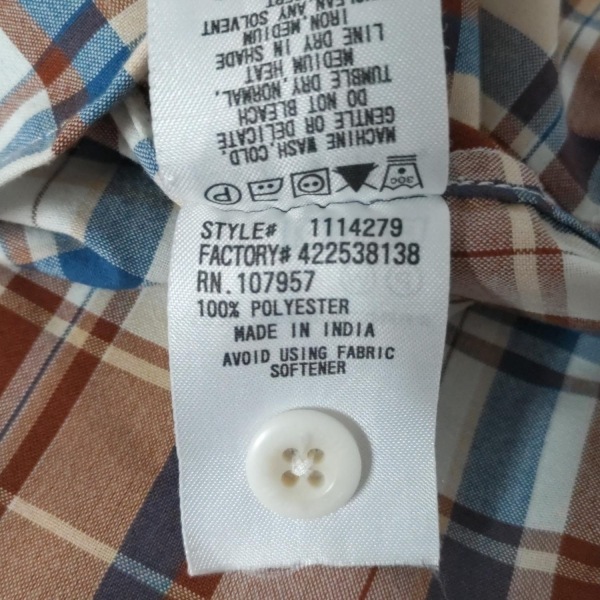 STYLE# 1114279
FACTORY# 422538138
RN. 107957
100% POLYESTER
MADE IN INDIA
AVOID USING FABRIC
SOFTENER
MACHINE WASH, COLD,
GENTLE OR DELICATE
DO NOT BLEACH
TUMBLE DRY, NORMAL,
MEDIUM HEAT
LINE DRY IN SHADE
IRON, MEDIUM
CLEAN, ANY SOLVENT
30C
P